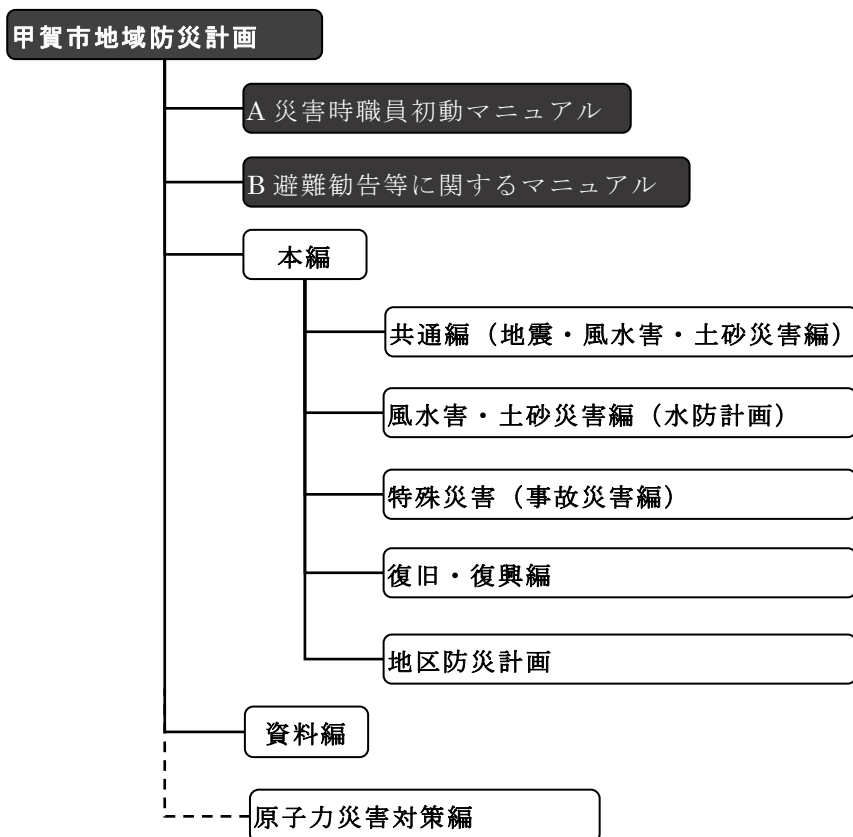 甲賀市地域防災計画
A 災害時職員初動マニュアル
B 避難勧告等に関するマニュアル
本編
共通編（地震・風水害・土砂災害編）
風水害・土砂災害編（水防計画）
特殊災害（事故災害編）
復旧・復興編
地区防災計画
資料編
原子力災害対策編